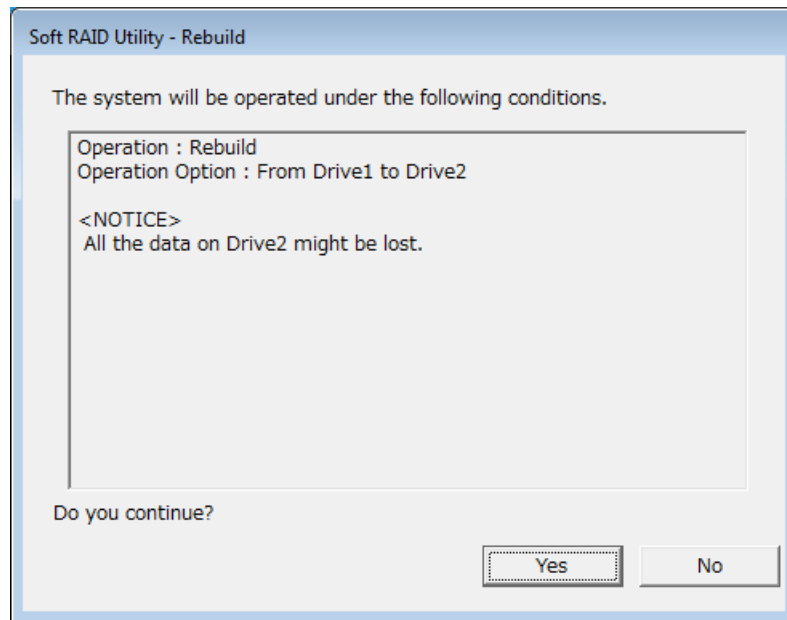 Soft RAID Utility - Rebuild
The system will be operated under the following conditions.
Operation : Rebuild
Operation Option : From Drive1 to Drive2
<NOTICE>
All the data on Drive2 might be lost.
Do you continue?
Yes
No